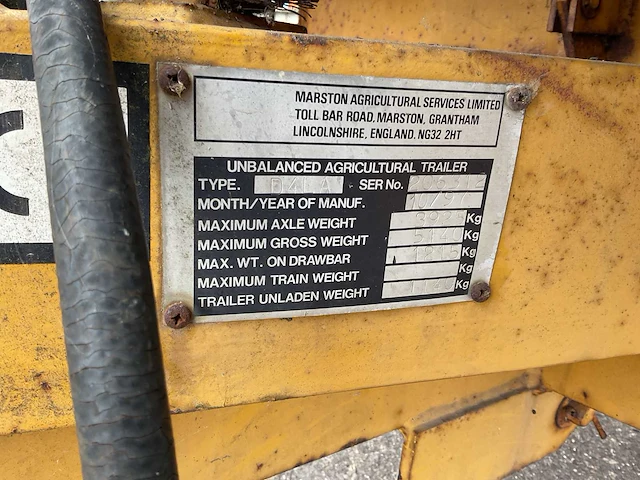 MARSTON AGRICULTURAL SERVICES LIMITED
TOLL BAR ROAD, MARSTON, GRANTHAM
LINCOLNSHIRE, ENGLAND. NG32 2HT
UNBALANCED AGRICULTURAL TRAILER
TYPE. SER No.
MONTH/YEAR OF MANUF.
MAXIMUM AXLE WEIGHT Kg
MAXIMUM GROSS WEIGHT Kg
MAX. WT. ON DRAWBAR Kg
MAXIMUM TRAIN WEIGHT Kg
TRAILER UNLADEN WEIGHT Kg